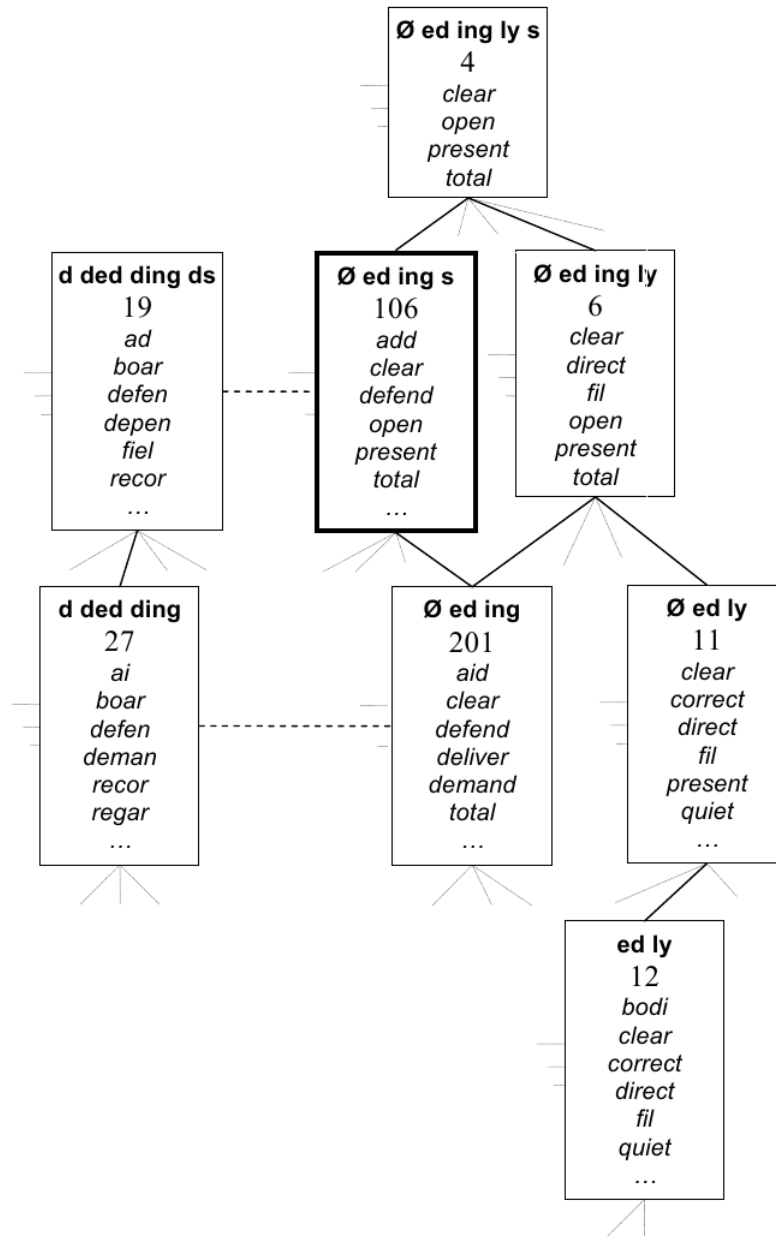 Ø ed ing ly s
4
clear
open
present
total
d ded ding ds
19
ad
boar
defen
depen
fiel
recor
...
Ø ed ing s
106
add
clear
defend
open
present
total
...
Ø ed ing ly
6
clear
direct
fil
open
present
total
d ded ding
27
ai
boar
defen
deman
recor
regar
...
Ø ed ing
201
aid
clear
defend
deliver
demand
total
...
Ø ed ly
11
clear
correct
direct
fil
present
quiet
...
ed ly
12
bodi
clear
correct
direct
fil
quiet
...